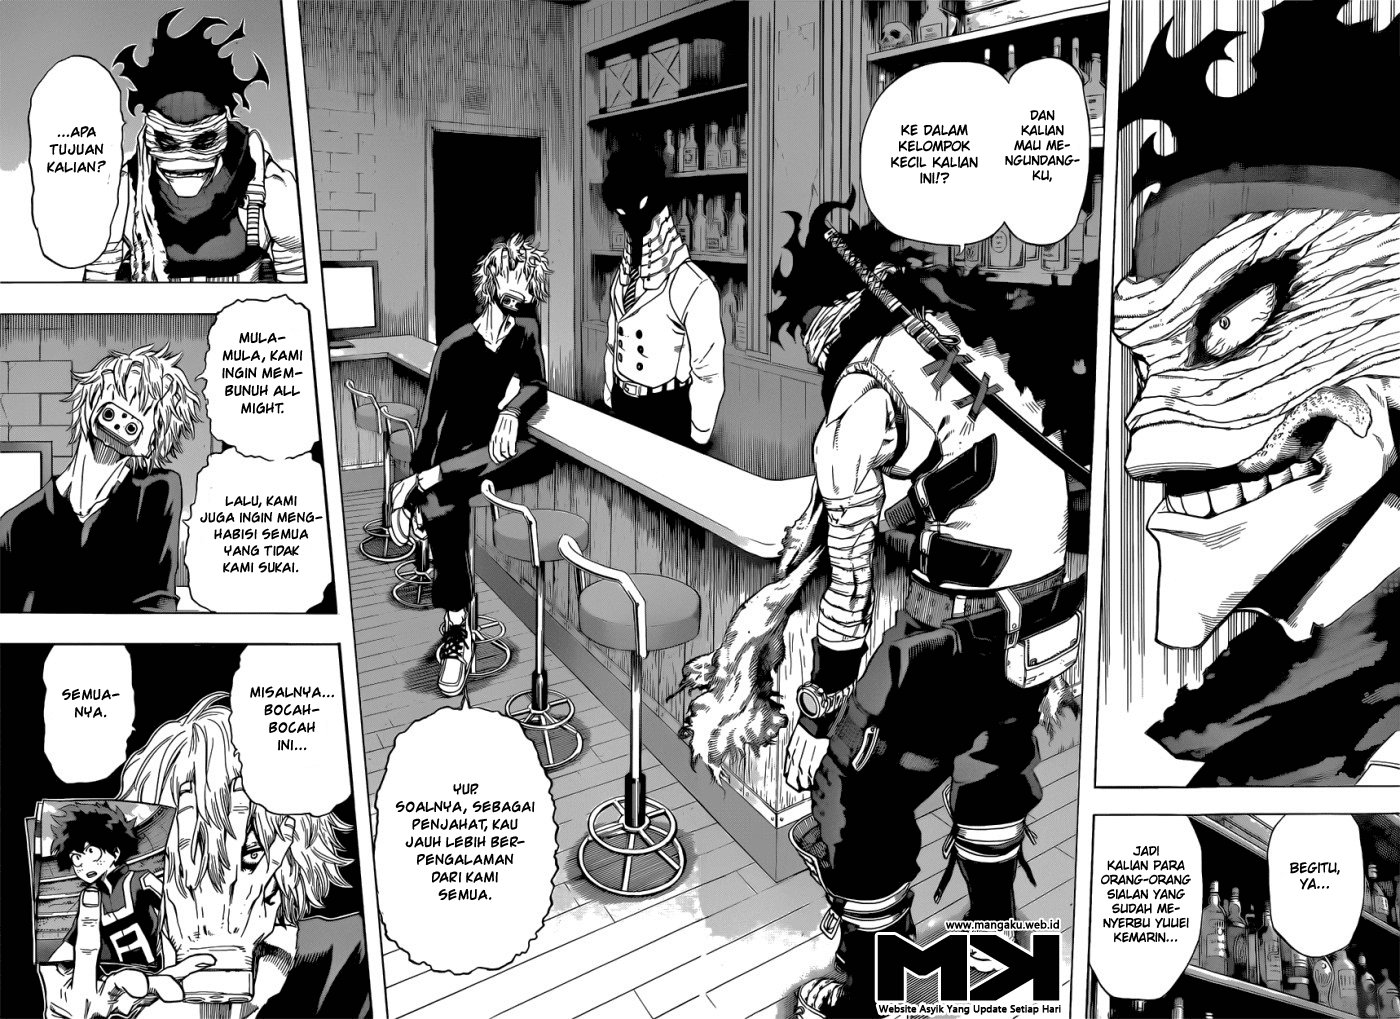 BEGITU,
YA...
JADI
KALIAN PARA
ORANG-ORANG
SIALAN YANG
SUDAH ME-
NYERBU YUUEI
KEMARIN...
DAN
KALIAN
MAU ME-
NGUNDANG-
KU,
KE DALAM
KELOMPOK
KECIL KALIAN
INI!?
YUP.
SOALNYA, SEBAGAI
PENJAHAT, KAU
JAUH LEBIH BER-
PENGALAMAN
DARI KAMI
SEMUA.
...APA
TUJUAN
KALIAN?
MULA-
MULA, KAMI
INGIN MEM-
BUNUH ALL
MIGHT.
LALU, KAMI
JUGA INGIN MENG-
HABISI SEMUA
YANG TIDAK
KAMI SUKAI.
MISALNYA...
BOCAH-
BOCAH
INI...
SEMUA-
NYA.
www.mangaku.web.id
MK
Website Asyik Yang Update Setiap Hari